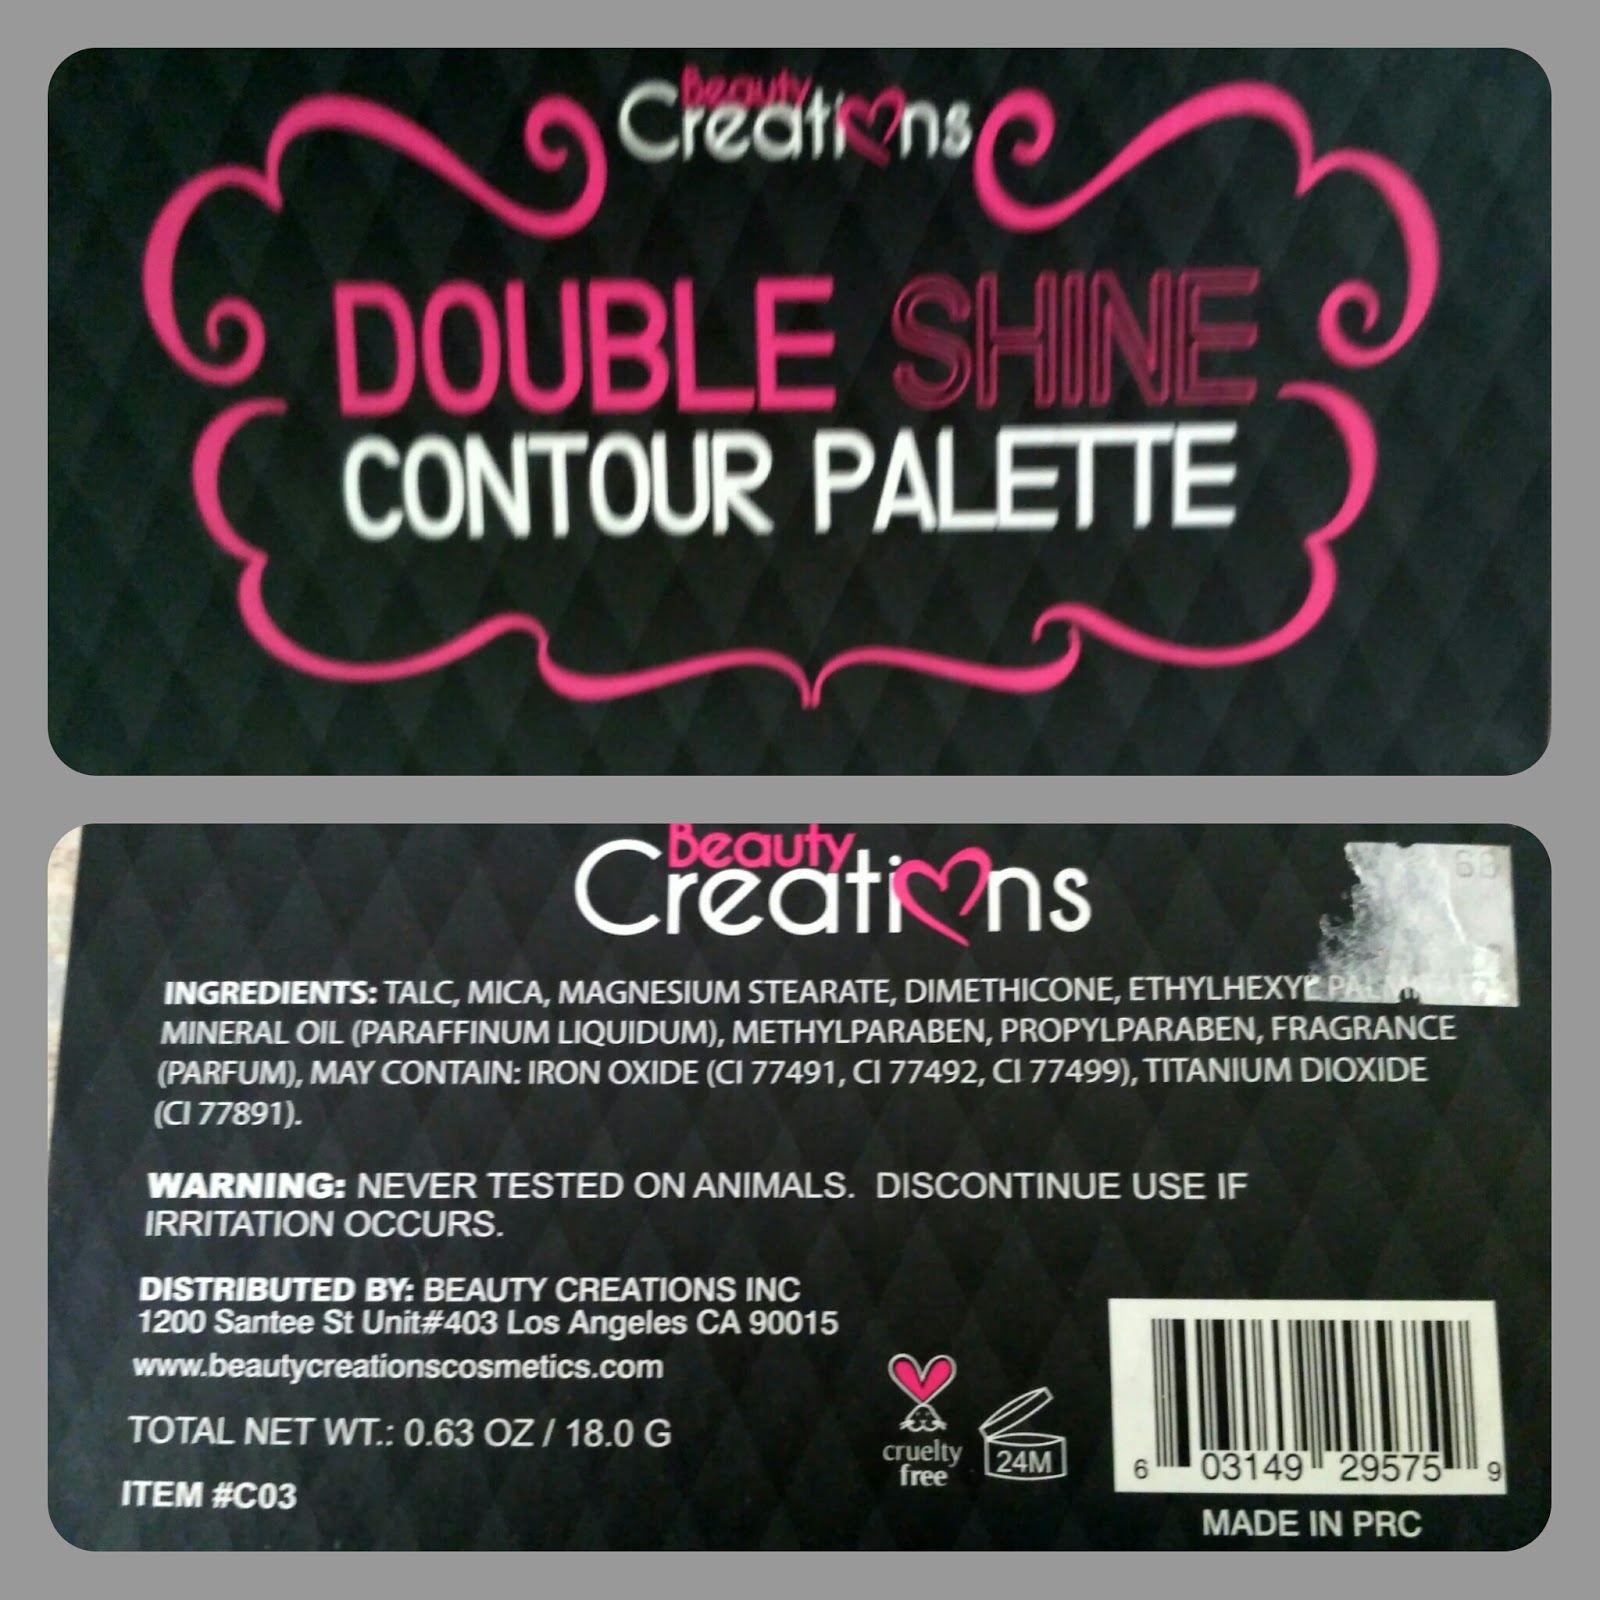 Beauty
Creations
DOUBLE SHINE
CONTOUR PALETTE
Beauty
Creations
INGREDIENTS: TALC, MICA, MAGNESIUM STEARATE, DIMETHICONE, ETHYLHEXYL
MINERAL OIL (PARAFFINUM LIQUIDUM), METHYLPARABEN, PROPYLPARABEN, FRAGRANCE
(PARFUM), MAY CONTAIN: IRON OXIDE (CI 77491, CI 77492, CI 77499), TITANIUM DIOXIDE
(CI 77891).
WARNING: NEVER TESTED ON ANIMALS. DISCONTINUE USE IF
IRRITATION OCCURS.
DISTRIBUTED BY: BEAUTY CREATIONS INC
1200 Santee St Unit#403 Los Angeles CA 90015
www.beautycreationscosmetics.com
TOTAL NET WT.: 0.63 OZ / 18.0 G
ITEM #C03
cruelty
free
24M
6 03149 29575 9
MADE IN PRC